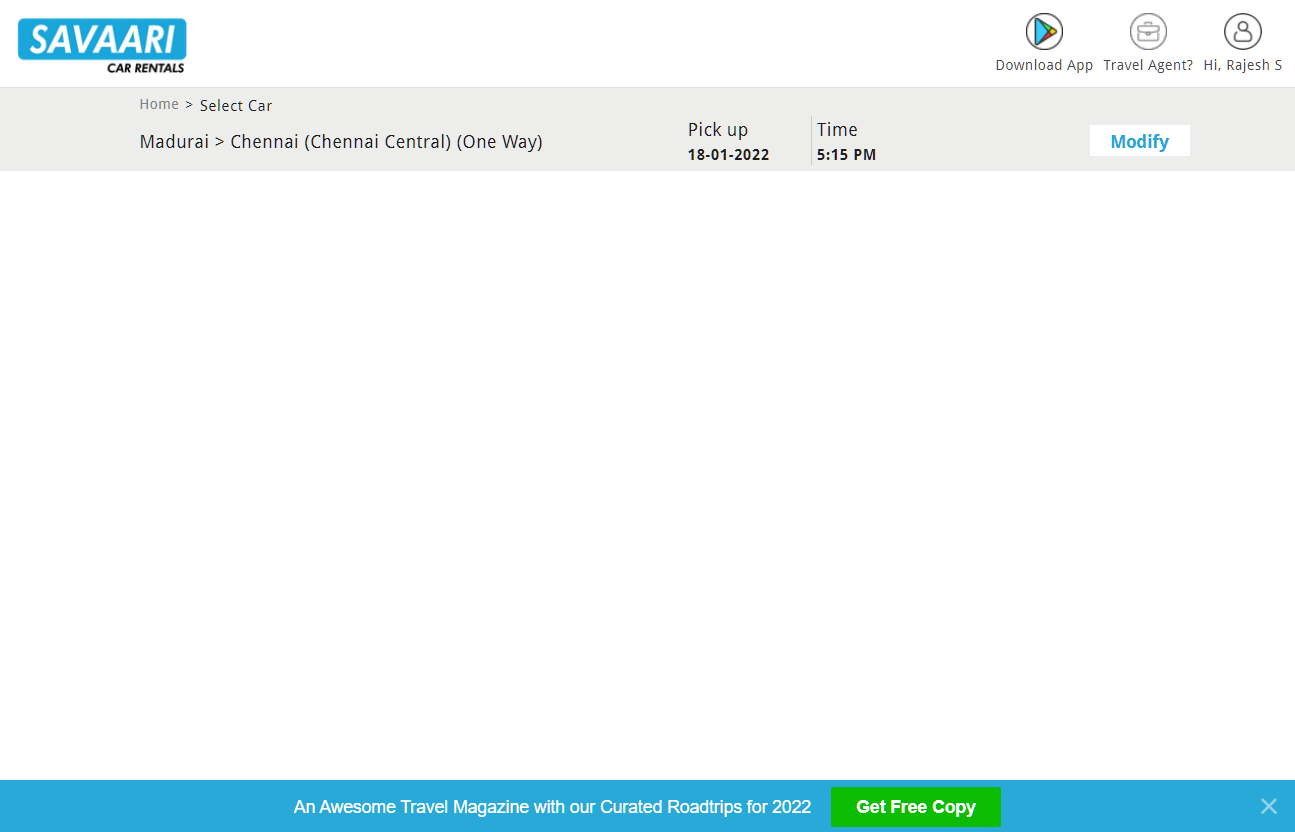 SAVAARI
CAR RENTALS
Download App
Travel Agent?
Hi, Rajesh S
Home > Select Car
Madurai > Chennai (Chennai Central) (One Way)
Pick up
18-01-2022
Time
5:15 PM
Modify
An Awesome Travel Magazine with our Curated Roadtrips for 2022
Get Free Copy